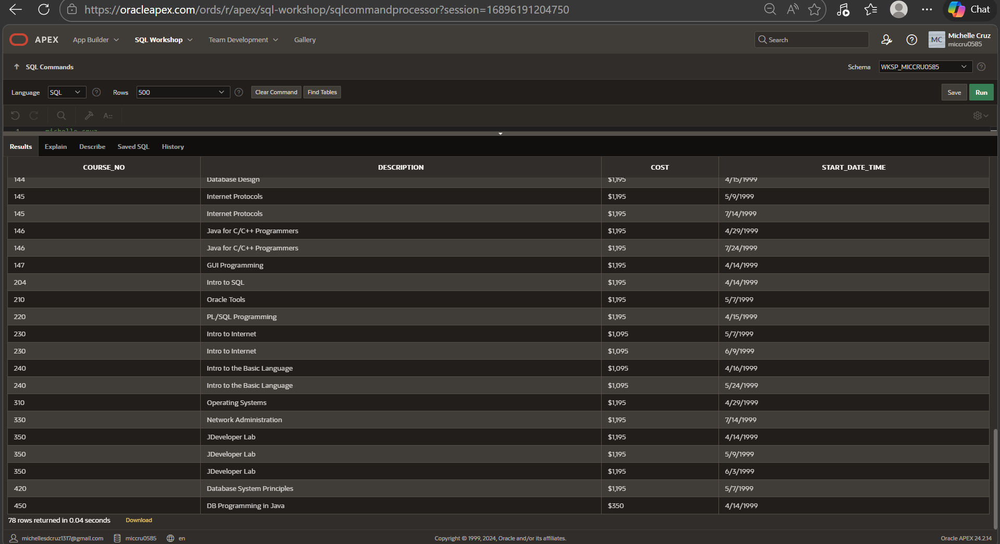 https://oracleapex.com/ords/r/apex/sql-workshop/sqlcommandprocessor?session=16896191204750
Chat
APEX App Builder SQL Workshop Team Development Gallery Search MC Michelle Cruz
miccru0585
SQL Commands Schema WKSP_MICCRU0585
Language SQL Rows 500 Clear Command Find Tables Save Run
1 michelle cruz
Results Explain Describe Saved SQL History
COURSE_NO DESCRIPTION COST START_DATE_TIME
144 Database Design $1,195 4/15/1999
145 Internet Protocols $1,195 5/9/1999
145 Internet Protocols $1,195 7/14/1999
146 Java for C/C++ Programmers $1,195 4/29/1999
146 Java for C/C++ Programmers $1,195 7/24/1999
147 GUI Programming $1,195 4/14/1999
204 Intro to SQL $1,195 4/14/1999
210 Oracle Tools $1,195 5/7/1999
220 PL/SQL Programming $1,195 4/15/1999
230 Intro to Internet $1,095 5/7/1999
230 Intro to Internet $1,095 6/9/1999
240 Intro to the Basic Language $1,095 4/16/1999
240 Intro to the Basic Language $1,095 5/24/1999
310 Operating Systems $1,195 4/29/1999
330 Network Administration $1,195 7/14/1999
350 JDeveloper Lab $1,195 4/14/1999
350 JDeveloper Lab $1,195 5/9/1999
350 JDeveloper Lab $1,195 6/3/1999
420 Database System Principles $1,195 5/7/1999
450 DB Programming in Java $350 4/14/1999
78 rows returned in 0.04 seconds Download
michellesdcruz1317@gmail.com miccru0585 en Copyright © 1999, 2024, Oracle and/or its affiliates. Oracle APEX 24.2.14